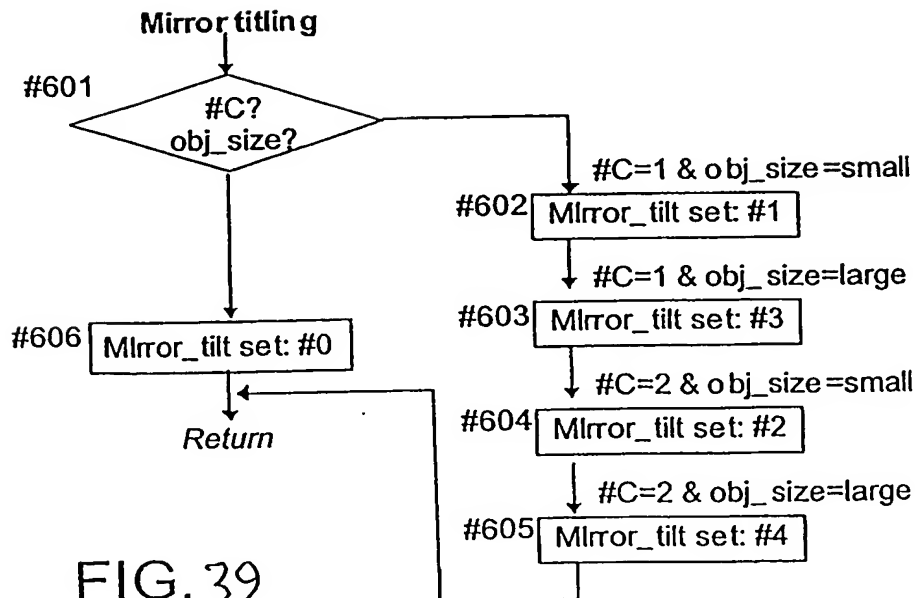 Mirror titling
#601
#C?
obj_size?
#C=1 & obj_size=small
#602
MIrror_tilt set: #1
#C=1 & obj_size=large
#603
MIrror_tilt set: #3
#606
MIrror_tilt set: #0
#C=2 & obj_size=small
#604
MIrror_tilt set: #2
Return
#C=2 & obj_size=large
#605
MIrror_tilt set: #4
FIG. 39